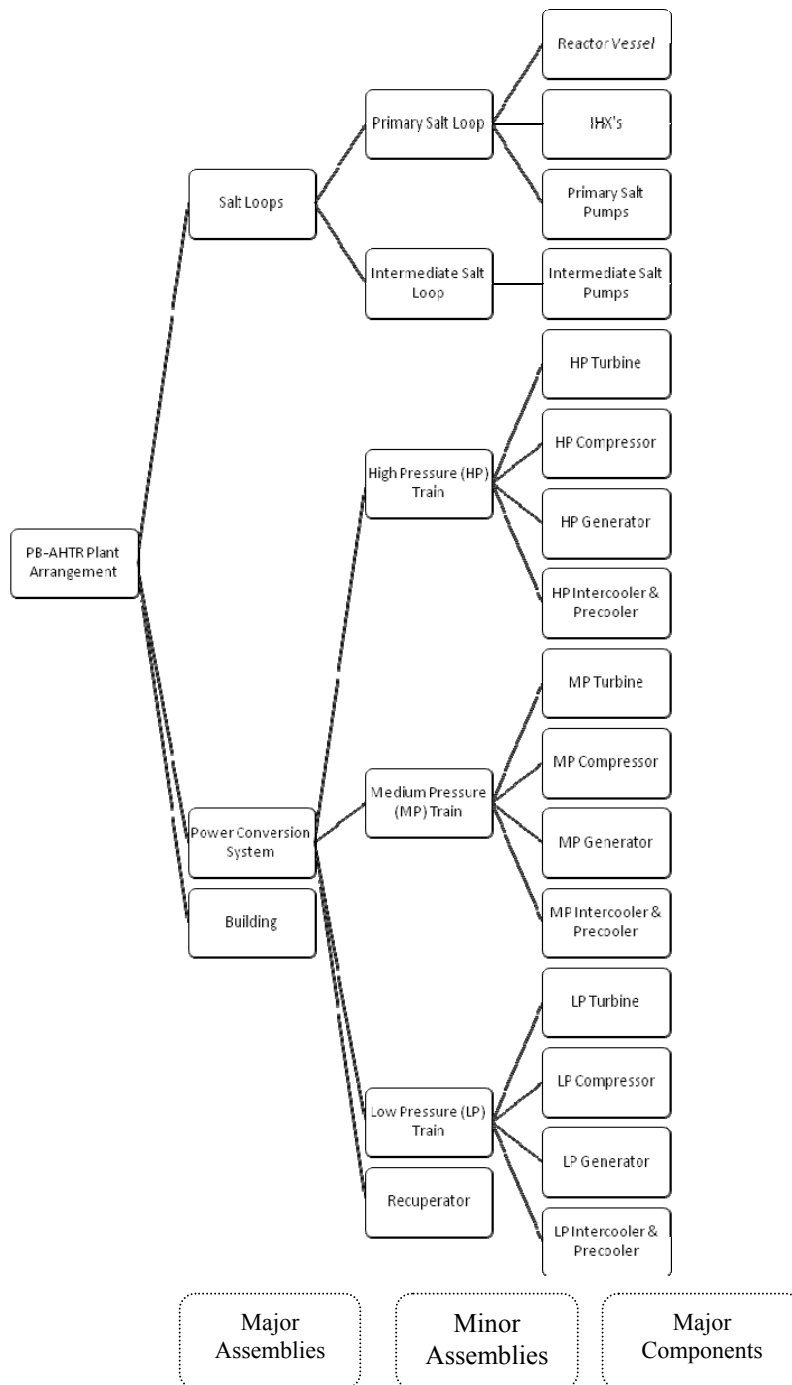 Reactor Vessel
Primary Salt Loop
IHX's
Salt Loops
Primary Salt
Pumps
Intermediate Salt
Loop
Intermediate Salt
Pumps
HP Turbine
HP Compressor
High Pressure (HP)
Train
HP Generator
PB-AHTR Plant
Arrangement
HP Intercooler &
Precooler
MP Turbine
MP Compressor
Medium Pressure
(MP) Train
Power Conversion
System
MP Generator
Building
MP Intercooler &
Precooler
LP Turbine
LP Compressor
Low Pressure (LP)
Train
LP Generator
Recuperator
LP Intercooler &
Precooler
Major
Assemblies
Minor
Assemblies
Major
Components